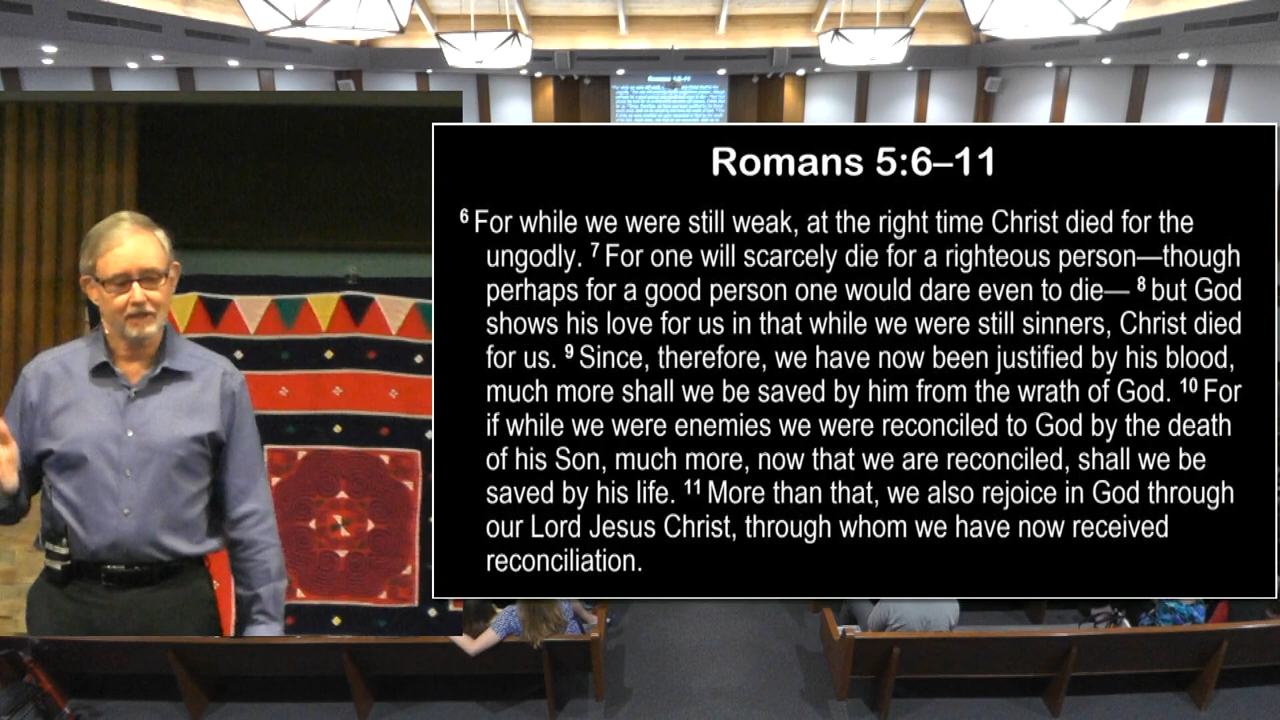 Romans 5:6–11
6 For while we were still weak, at the right time Christ died for the
ungodly. 7 For one will scarcely die for a righteous person—though
perhaps for a good person one would dare even to die— 8 but God
shows his love for us in that while we were still sinners, Christ died
for us. 9 Since, therefore, we have now been justified by his blood,
much more shall we be saved by him from the wrath of God. 10 For
if while we were enemies we were reconciled to God by the death
of his Son, much more, now that we are reconciled, shall we be
saved by his life. 11 More than that, we also rejoice in God through
our Lord Jesus Christ, through whom we have now received
reconciliation.